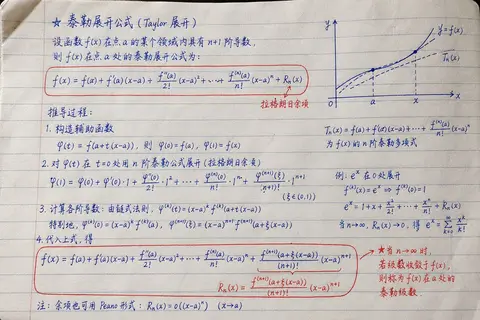 ★ 泰勒展开公式 (Taylor 展开)
设函数 f(x) 在点 a 的某个领域内具有 n+1 阶导数,
则 f(x) 在点 a 处的泰勒展开公式为:
f(x) = f(a) + f'(a)(x-a) + f''(a)/2! (x-a)² + ⋯ + f⁽ⁿ⁾(a)/n! (x-a)ⁿ + Rₙ(x)
拉格朗日余项
推导过程:
1. 构造辅助函数
φ(t) = f(a+t(x-a)), 则 φ(0)=f(a), φ(1)=f(x)
2. 对 φ(t) 在 t=0 处用 n 阶泰勒公式展开(拉格朗日余项)
φ(1) = φ(0) + φ'(0)·1 + φ''(0)/2! ·1² + ⋯ + φ⁽ⁿ⁾(0)/n! ·1ⁿ + φ⁽ⁿ⁺¹⁾(ξ)/(n+1)! ·1ⁿ⁺¹
(ξ∈(0,1))
3. 计算各阶导数: 由链式法则, φ⁽ᵏ⁾(t)=(x-a)ᵏ f⁽ᵏ⁾(a+t(x-a))
特别地, φ⁽ᵏ⁾(0)=(x-a)ᵏ f⁽ᵏ⁾(a), φ⁽ⁿ⁺¹⁾(ξ)=(x-a)ⁿ⁺¹ f⁽ⁿ⁺¹⁾(a+ξ(x-a))
4. 代入上式, 得
f(x) = f(a) + f'(a)(x-a) + f''(a)/2! (x-a)² + ⋯ + f⁽ⁿ⁾(a)/n! (x-a)ⁿ + f⁽ⁿ⁺¹⁾(a+ξ(x-a))/(n+1)! (x-a)ⁿ⁺¹
Rₙ(x) = f⁽ⁿ⁺¹⁾(a+ξ(x-a))/(n+1)! (x-a)ⁿ⁺¹
注: 余项也可用 Peano 形式: Rₙ(x)=o((x-a)ⁿ) (x→a)
y
y=f(x)
Tₙ(x)
0
a
x
x
Tₙ(x) = f(a) + f'(a)(x-a) + ⋯ + f⁽ⁿ⁾(a)/n! (x-a)ⁿ
为 f(x) 的 n 阶泰勒多项式
例: eˣ 在 0 处展开
f⁽ᵏ⁾(x)=eˣ ⇒ f⁽ᵏ⁾(0)=1
eˣ = 1+x+ x²/2! + ⋯ + xⁿ/n! + Rₙ(x)
当 n→∞, Rₙ(x)→0, 得 eˣ= ∑ₖ₌₀^∞ xᵏ/k!
★ 当 n→∞ 时,
若级数收敛于 f(x),
则称为 f(x) 在 a 处的
泰勒级数.